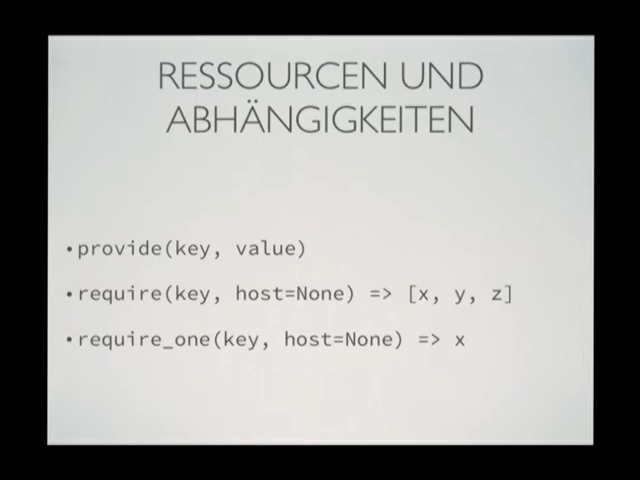 RESSOURCEN UND
ABHÄNGIGKEITEN
•provide(key, value)
•require(key, host=None) => [x, y, z]
•require_one(key, host=None) => x